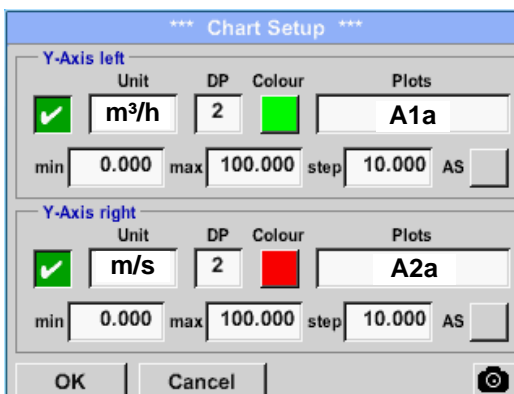 *** Chart Setup ***
Y-Axis left
Unit DP Colour Plots
m³/h 2 A1a
min 0.000 max 100.000 step 10.000 AS
Y-Axis right
Unit DP Colour Plots
m/s 2 A2a
min 0.000 max 100.000 step 10.000 AS
OK Cancel